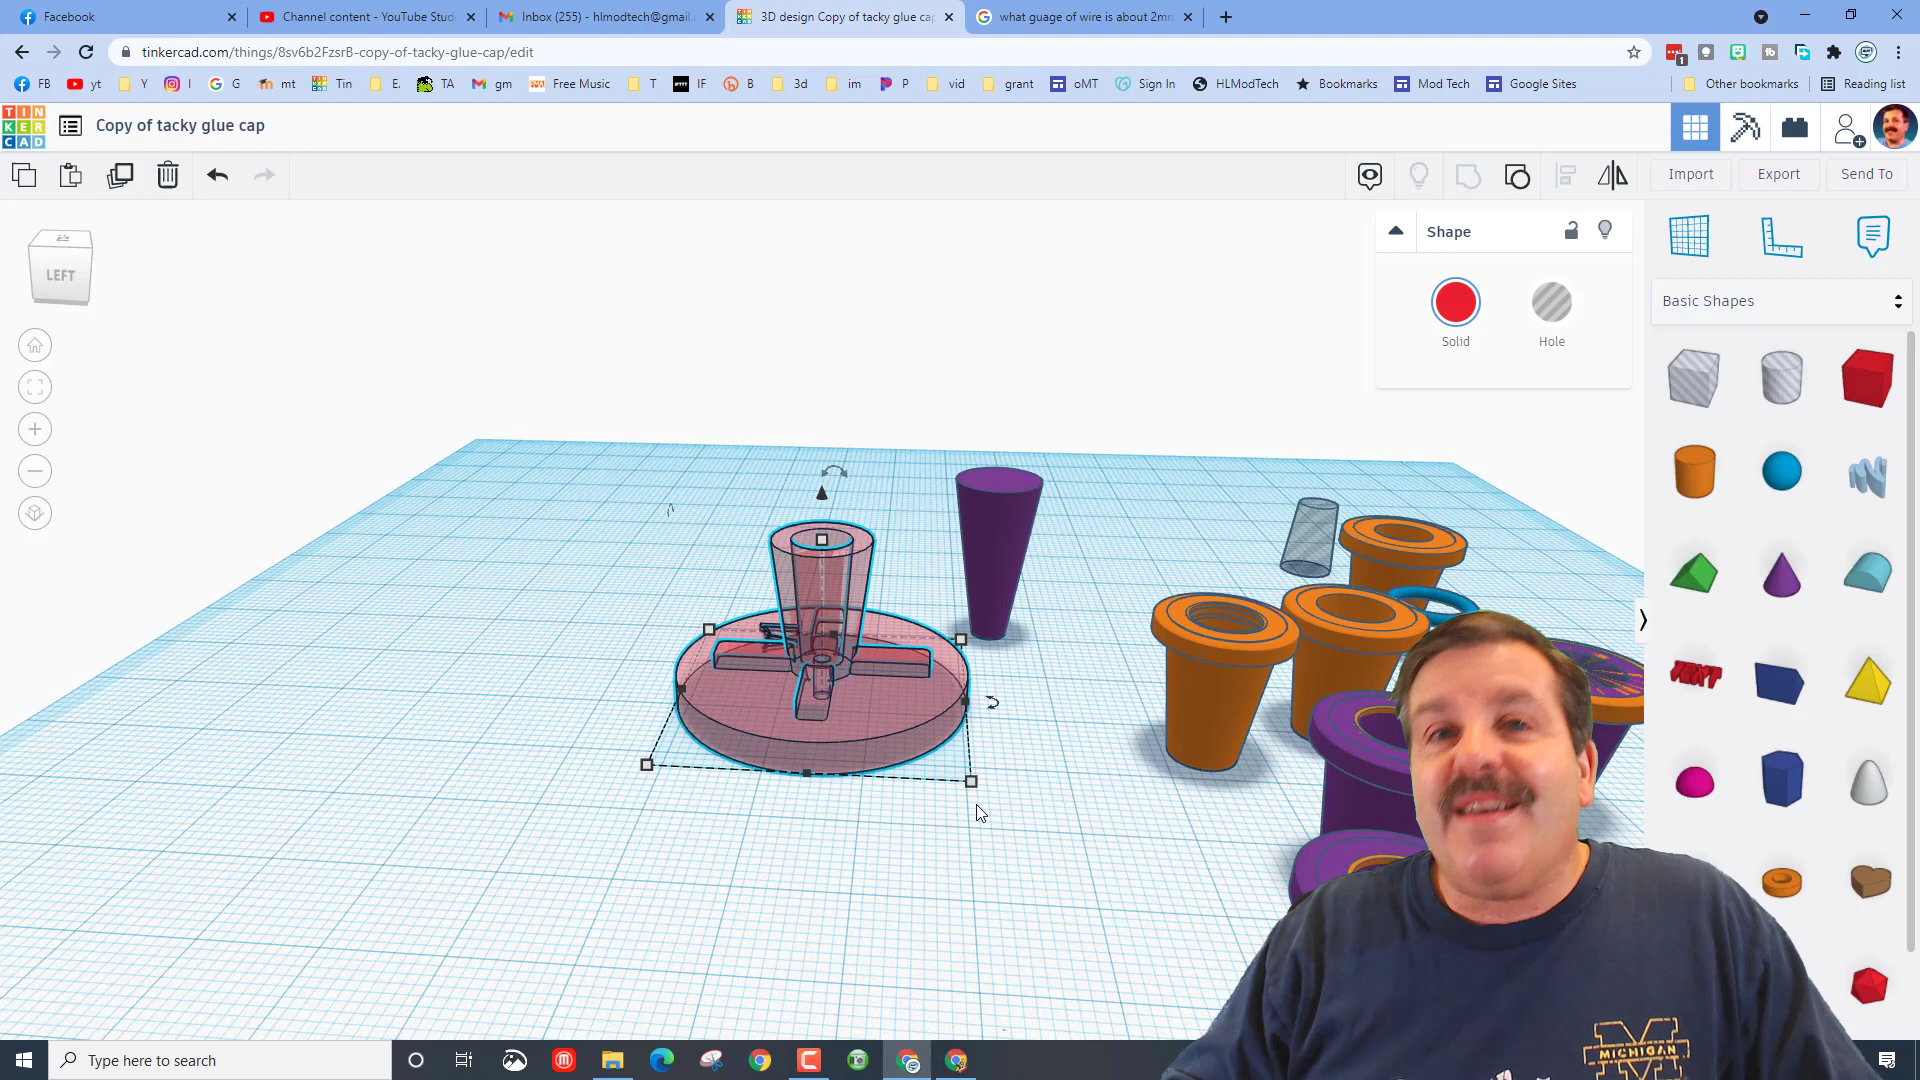 Facebook
Channel content - YouTube Stud
Inbox (255) - hlmodtech@gmail.
3D design Copy of tacky glue cap
what guage of wire is about 2mm
tinkercad.com/things/8sv6b2FzsrB-copy-of-tacky-glue-cap/edit
1
FB
yt
Y
I
G
mt
Tin
E.
TA
gm
Free Music
T
IF
B
3d
im
P
vid
grant
oMT
Sign In
HLModTech
Bookmarks
Mod Tech
Google Sites
Other bookmarks
Reading list
TIN
KER
CAD
Copy of tacky glue cap
Import
Export
Send To
LEFT
Shape
Solid
Hole
Basic Shapes
TEXT
MICHIGAN
Type here to search